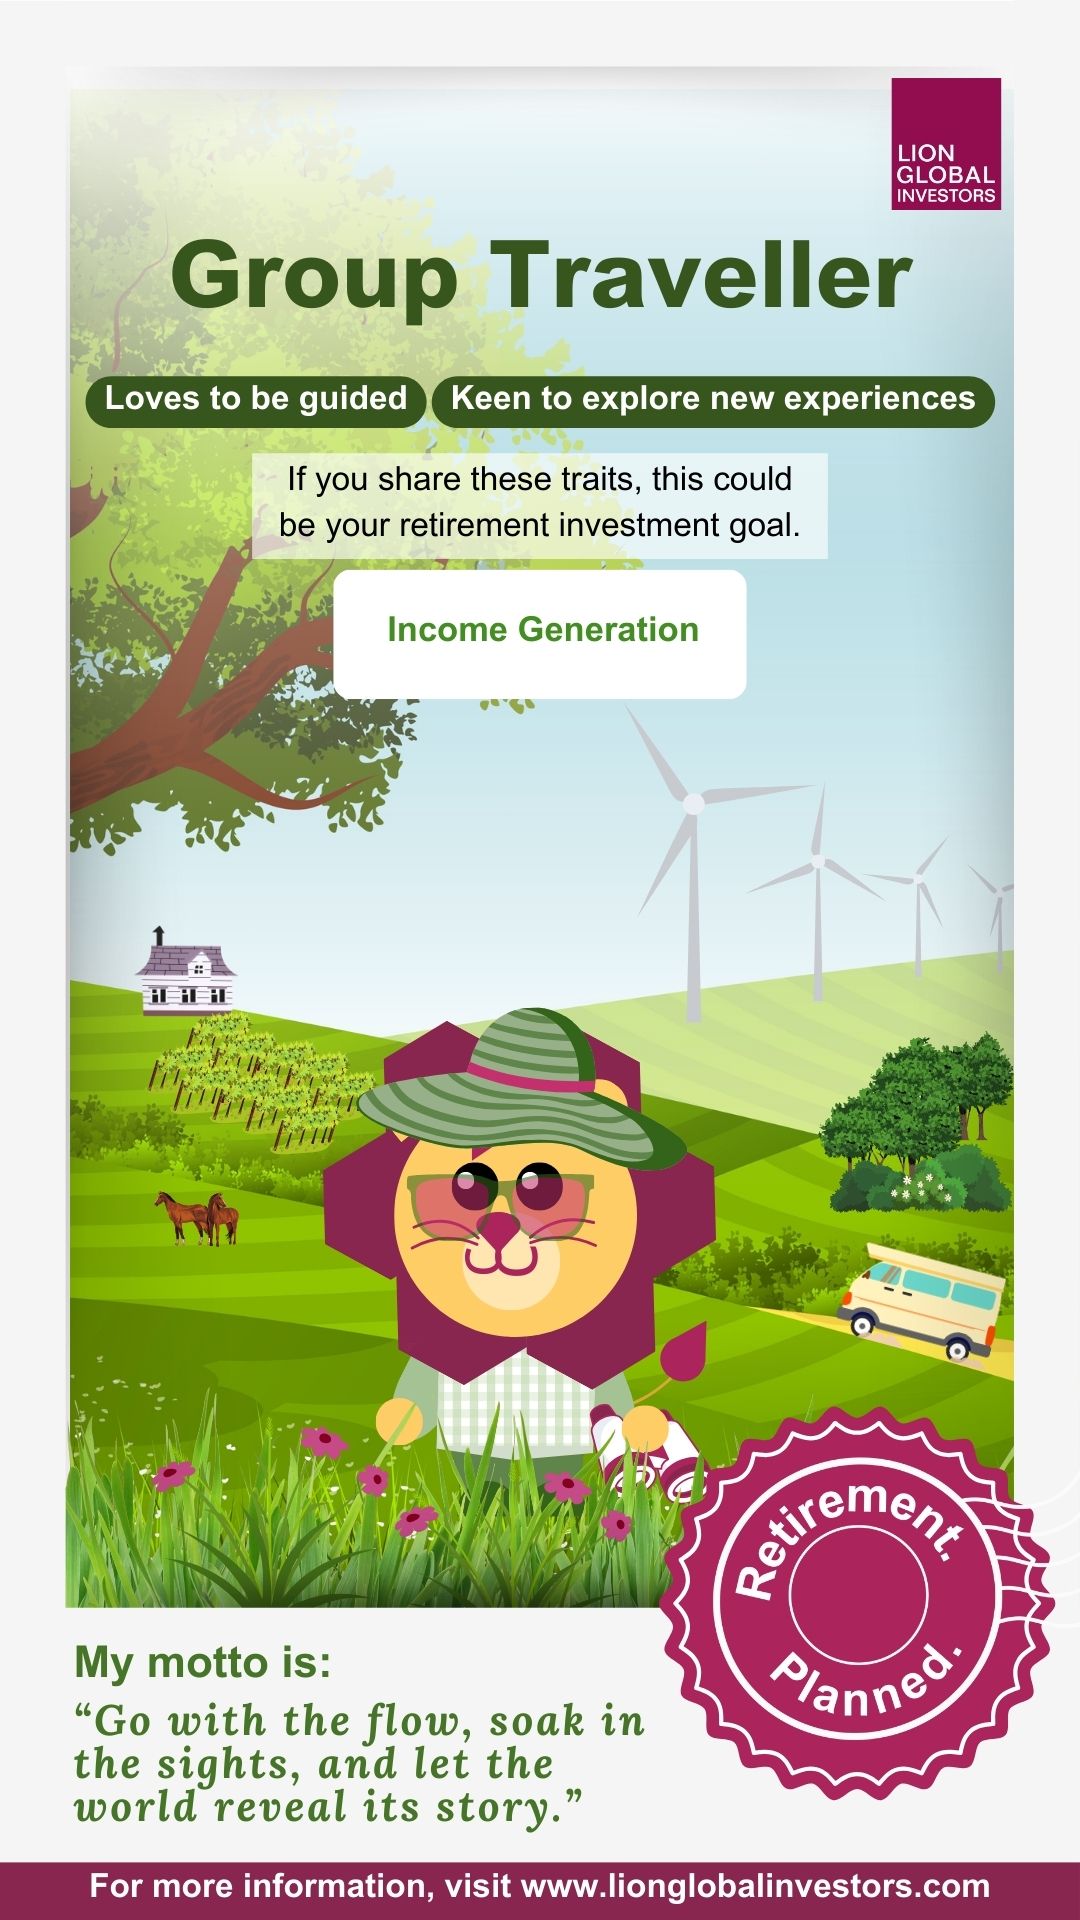 LION
GLOBAL
INVESTORS
Group Traveller
Loves to be guided
Keen to explore new experiences
If you share these traits, this could
be your retirement investment goal.
Income Generation
Retirement.
Planned.
My motto is:
“Go with the flow, soak in
the sights, and let the
world reveal its story.”
For more information, visit www.lionglobalinvestors.com